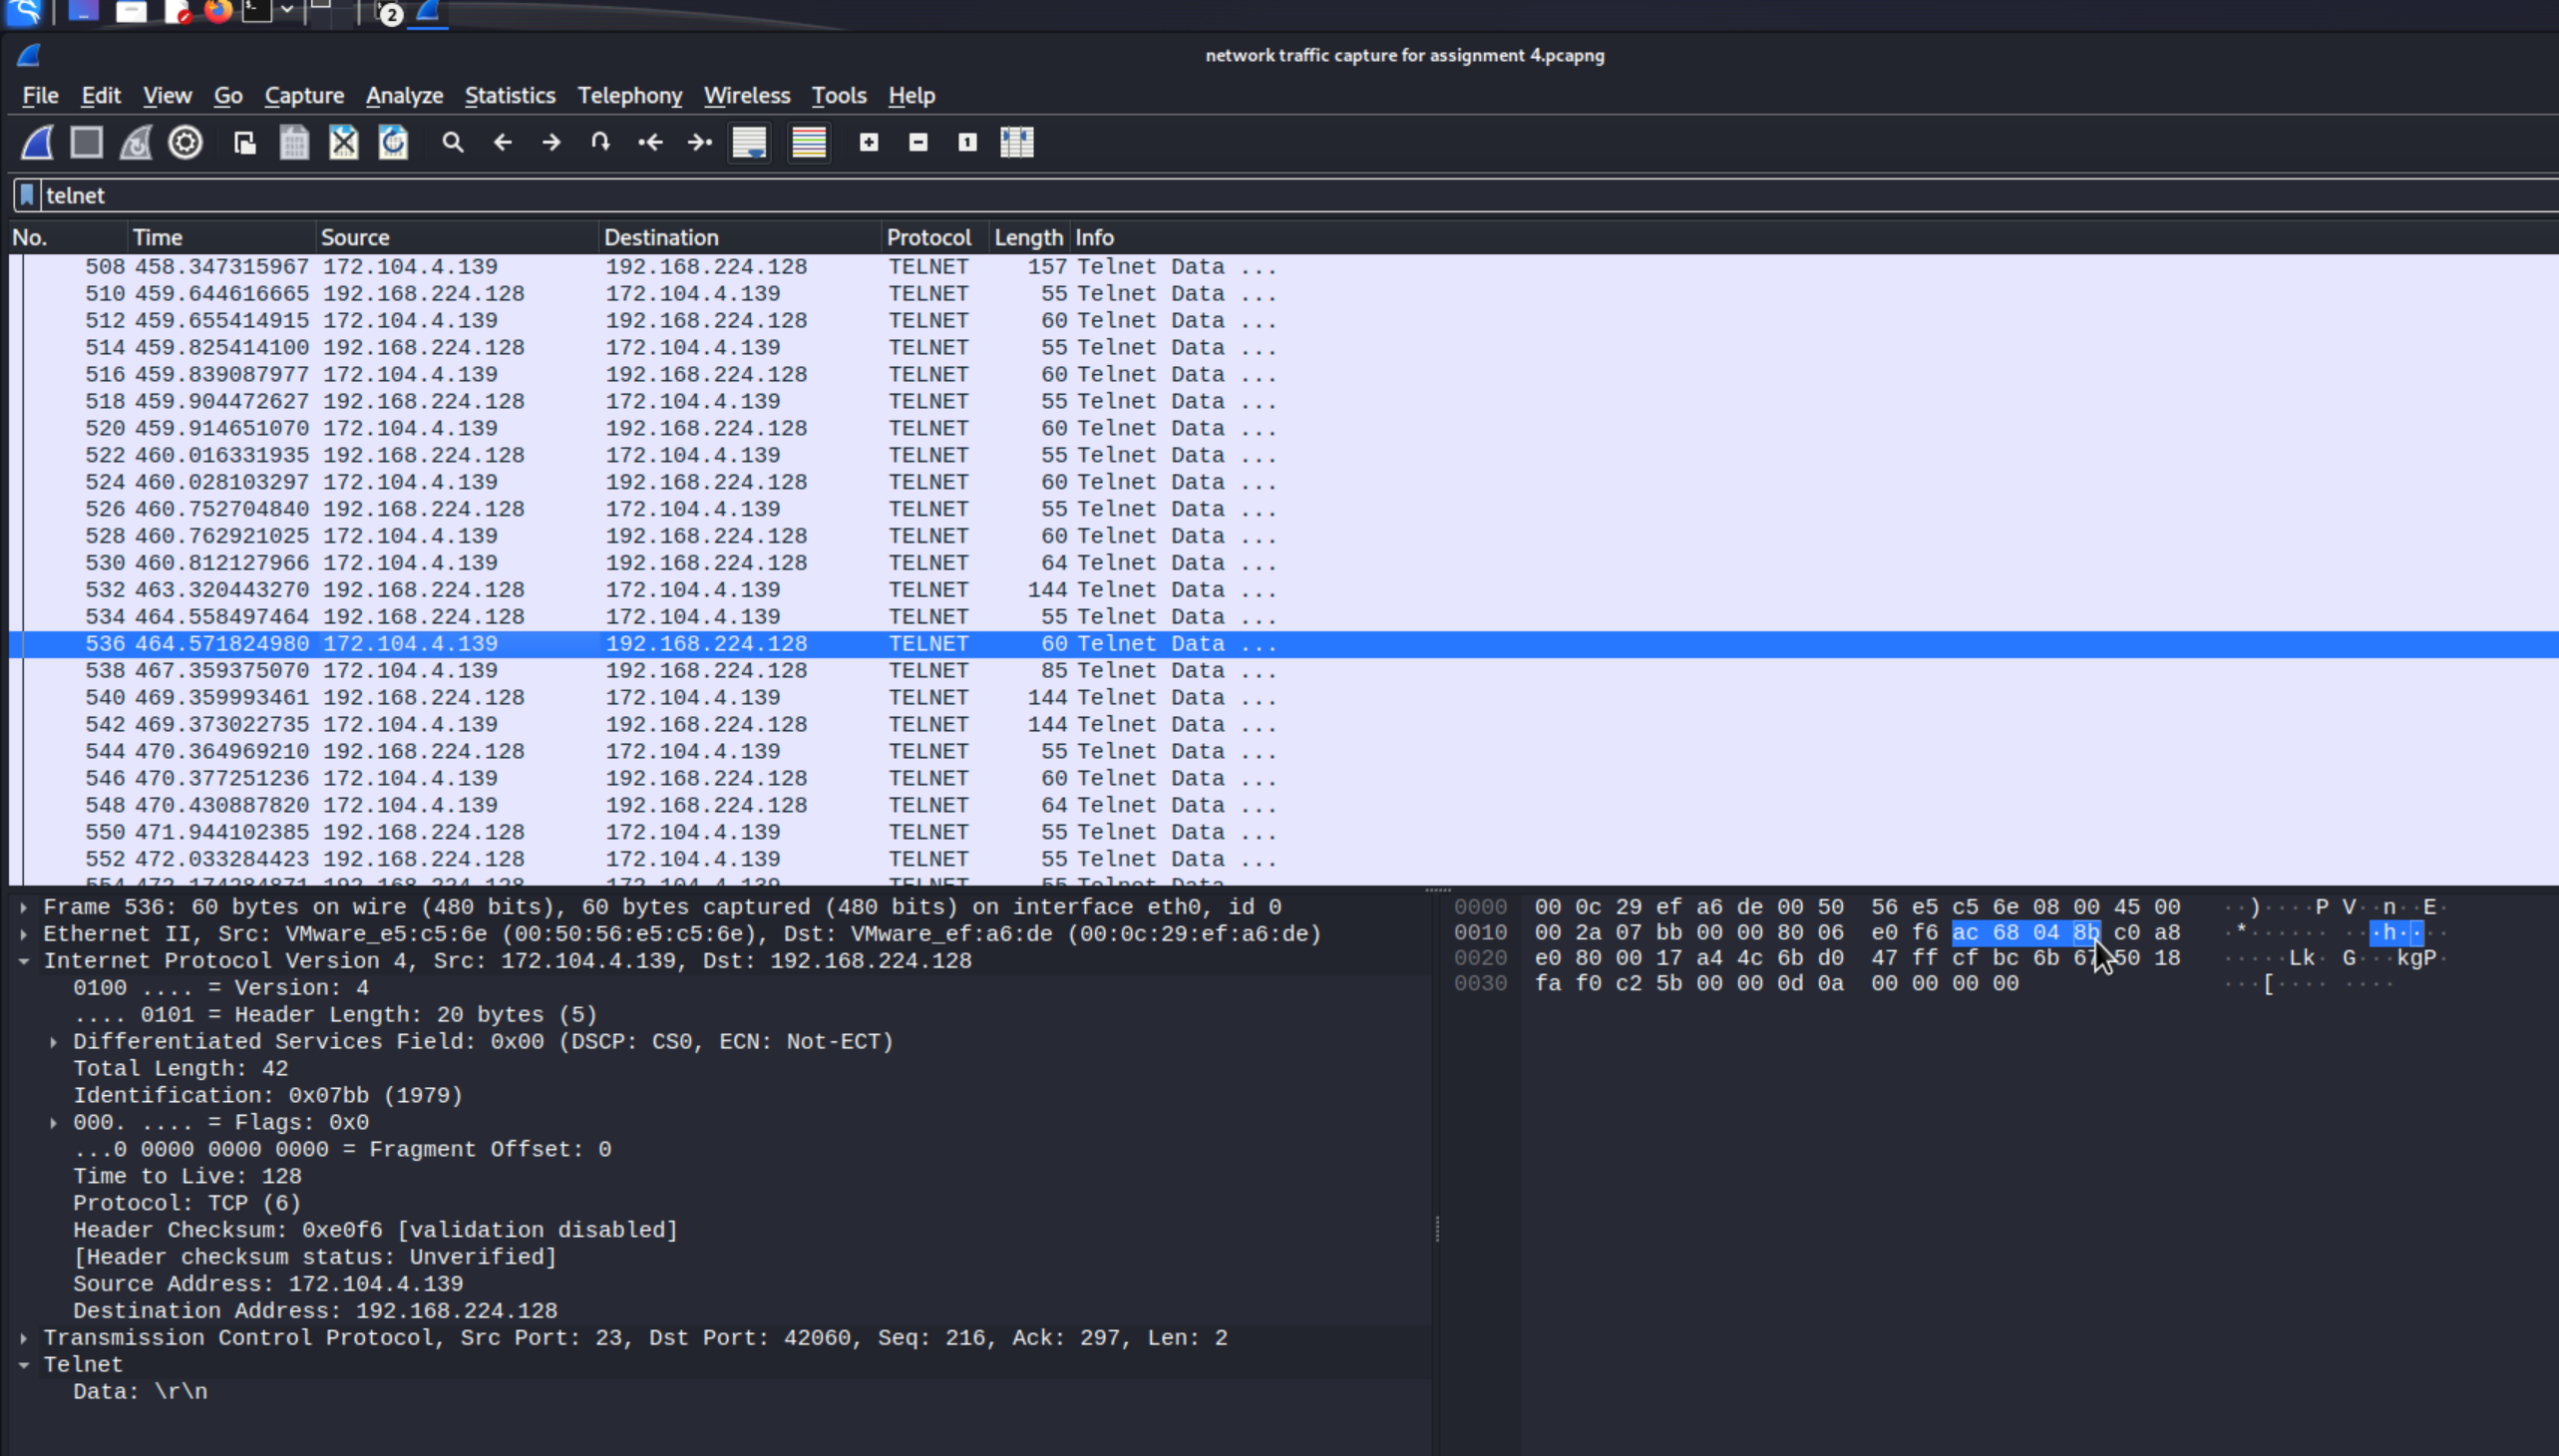 2
network traffic capture for assignment 4.pcapng
File Edit View Go Capture Analyze Statistics Telephony Wireless Tools Help
telnet
No. Time Source Destination Protocol Length Info
508 458.347315967 172.104.4.139 192.168.224.128 TELNET 157 Telnet Data ...
510 459.644616665 192.168.224.128 172.104.4.139 TELNET 55 Telnet Data ...
512 459.655414915 172.104.4.139 192.168.224.128 TELNET 60 Telnet Data ...
514 459.825414100 192.168.224.128 172.104.4.139 TELNET 55 Telnet Data ...
516 459.839087977 172.104.4.139 192.168.224.128 TELNET 60 Telnet Data ...
518 459.904472627 192.168.224.128 172.104.4.139 TELNET 55 Telnet Data ...
520 459.914651070 172.104.4.139 192.168.224.128 TELNET 60 Telnet Data ...
522 460.016331935 192.168.224.128 172.104.4.139 TELNET 55 Telnet Data ...
524 460.028103297 172.104.4.139 192.168.224.128 TELNET 60 Telnet Data ...
526 460.752704840 192.168.224.128 172.104.4.139 TELNET 55 Telnet Data ...
528 460.762921025 172.104.4.139 192.168.224.128 TELNET 60 Telnet Data ...
530 460.812127966 172.104.4.139 192.168.224.128 TELNET 64 Telnet Data ...
532 463.320443270 192.168.224.128 172.104.4.139 TELNET 144 Telnet Data ...
534 464.558497464 192.168.224.128 172.104.4.139 TELNET 55 Telnet Data ...
536 464.571824980 172.104.4.139 192.168.224.128 TELNET 60 Telnet Data ...
538 467.359375070 172.104.4.139 192.168.224.128 TELNET 85 Telnet Data ...
540 469.359993461 192.168.224.128 172.104.4.139 TELNET 144 Telnet Data ...
542 469.373022735 172.104.4.139 192.168.224.128 TELNET 144 Telnet Data ...
544 470.364969210 192.168.224.128 172.104.4.139 TELNET 55 Telnet Data ...
546 470.377251236 172.104.4.139 192.168.224.128 TELNET 60 Telnet Data ...
548 470.430887820 172.104.4.139 192.168.224.128 TELNET 64 Telnet Data ...
550 471.944102385 192.168.224.128 172.104.4.139 TELNET 55 Telnet Data ...
552 472.033284423 192.168.224.128 172.104.4.139 TELNET 55 Telnet Data ...
554 472.174284871 192.168.224.128 172.104.4.139 TELNET 55 Telnet Data
Frame 536: 60 bytes on wire (480 bits), 60 bytes captured (480 bits) on interface eth0, id 0
Ethernet II, Src: VMware_e5:c5:6e (00:50:56:e5:c5:6e), Dst: VMware_ef:a6:de (00:0c:29:ef:a6:de)
Internet Protocol Version 4, Src: 172.104.4.139, Dst: 192.168.224.128
0100 .... = Version: 4
.... 0101 = Header Length: 20 bytes (5)
Differentiated Services Field: 0x00 (DSCP: CS0, ECN: Not-ECT)
Total Length: 42
Identification: 0x07bb (1979)
000. .... = Flags: 0x0
...0 0000 0000 0000 = Fragment Offset: 0
Time to Live: 128
Protocol: TCP (6)
Header Checksum: 0xe0f6 [validation disabled]
[Header checksum status: Unverified]
Source Address: 172.104.4.139
Destination Address: 192.168.224.128
Transmission Control Protocol, Src Port: 23, Dst Port: 42060, Seq: 216, Ack: 297, Len: 2
Telnet
Data: \r\n
0000 00 0c 29 ef a6 de 00 50 56 e5 c5 6e 08 00 45 00 ··)····P V··n··E·
0010 00 2a 07 bb 00 00 80 06 e0 f6 ac 68 04 8b c0 a8 ·*······ ···h····
0020 e0 80 00 17 a4 4c 6b d0 47 ff cf bc 6b 67 50 18 ·····Lk· G···kgP·
0030 fa f0 c2 5b 00 00 0d 0a 00 00 00 00 ···[···· ····